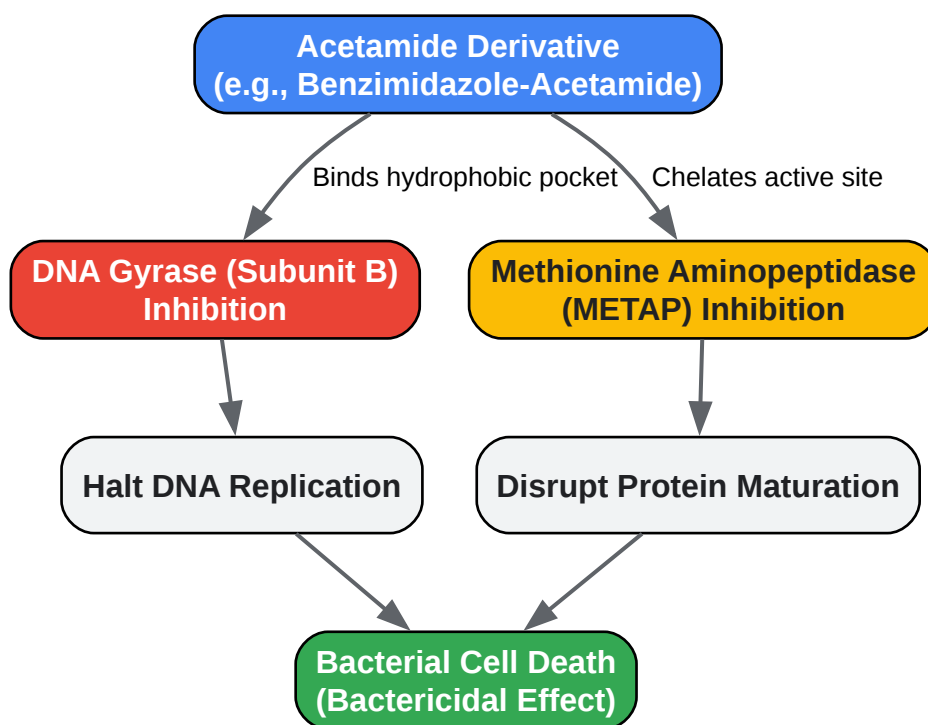 Acetamide Derivative
(e.g., Benzimidazole-Acetamide)
Binds hydrophobic pocket
Chelates active site
DNA Gyrase (Subunit B)
Inhibition
Methionine Aminopeptidase
(METAP) Inhibition
Halt DNA Replication
Disrupt Protein Maturation
Bacterial Cell Death
(Bactericidal Effect)